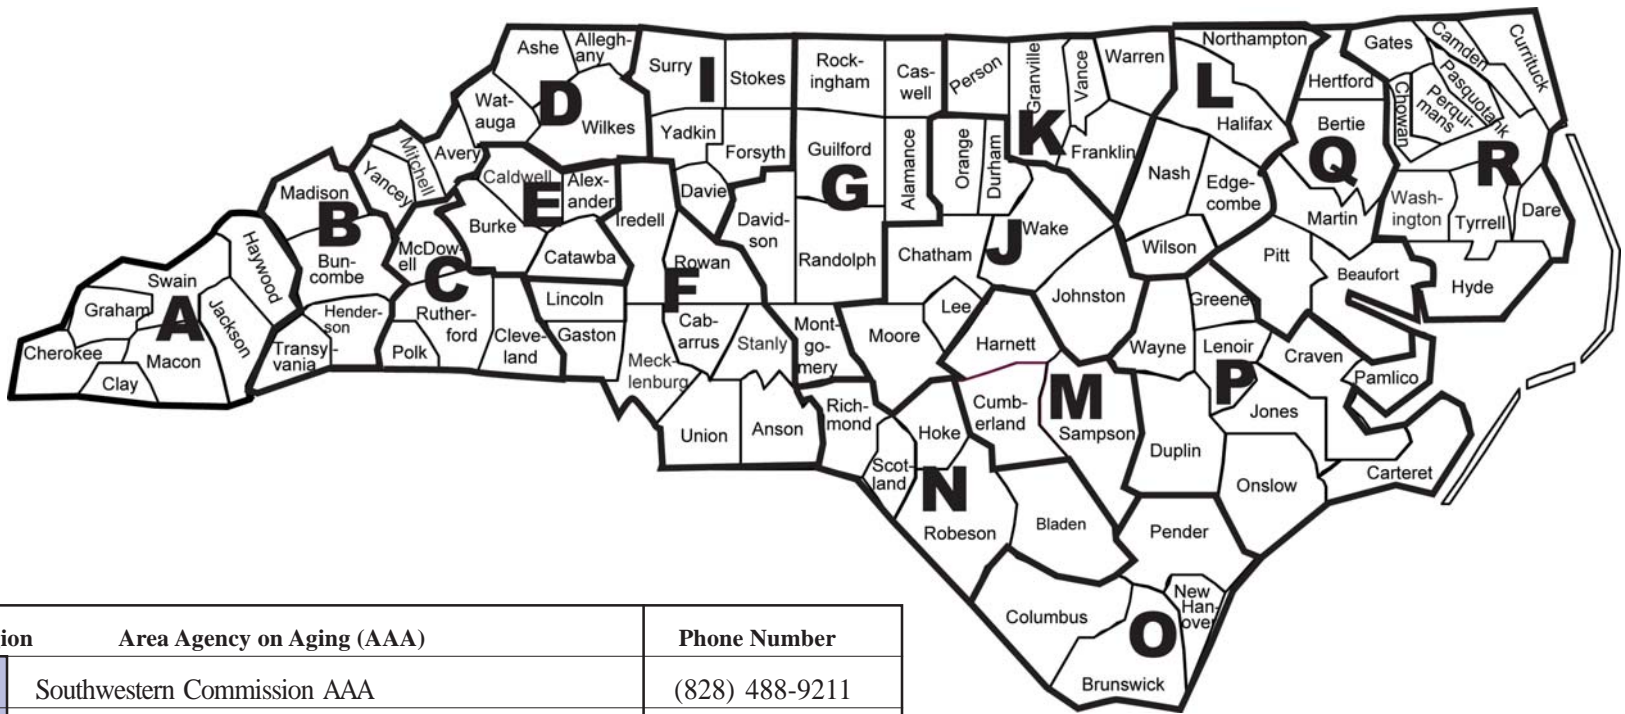 Ashe
Allegh-
any
Surry
I
Stokes
Rock-
ingham
Cas-
well
Person
Granville
Vance
Warren
Northampton
Gates
Camden
Currituck
Pasquotank
Perqui-
mans
Chowan
Hertford
L
Halifax
Bertie
Q
R
D
Wat-
auga
Wilkes
Yadkin
Forsyth
Guilford
G
Alamance
Orange
Durham
K
Franklin
Nash
Edge-
combe
Martin
Wash-
ington
Tyrrell
Dare
Avery
Mitchell
Yancey
Madison
B
Bun-
combe
Caldwell
E
Alex-
ander
Burke
Catawba
Iredell
Davie
David-
son
Rowan
F
Randolph
Chatham
J
Wake
Wilson
Pitt
Beaufort
Hyde
McDow-
ell
C
Haywood
Swain
Graham
A
Jackson
Cherokee
Macon
Clay
Hender-
son
Transy-
vania
Ruther-
ford
Polk
Cleve-
land
Lincoln
Gaston
Meck-
lenburg
Cab-
arrus
Stanly
Mont-
go-
mery
Moore
Lee
Harnett
Johnston
Greene
Wayne
Lenoir
P
Craven
Pamlico
Jones
Union
Anson
Rich-
mond
Hoke
Scot-
land
Cumb-
erland
M
Sampson
Duplin
Onslow
Carteret
N
Robeson
Bladen
Pender
Columbus
O
New
Han-
over
Brunswick
ion Area Agency on Aging (AAA) Phone Number
Southwestern Commission AAA (828) 488-9211